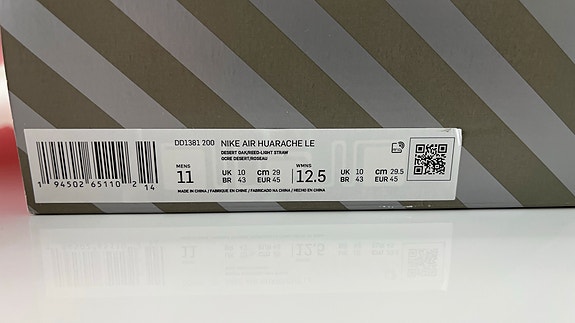 DD1381 200 NIKE AIR HUARACHE LE
DESERT OAK/REED-LIGHT STRAW
OCRE DESERT/ROSEAU
MENS
11
UK 10
BR 43
cm 29
EUR 45
WMNS
12.5
UK 10
BR 43
cm 29.5
EUR 45
MADE IN CHINA / FABRIQUE EN CHINE / FABRICADO NA CHINA / HECHO EN CHINA
1 94502 65110 2 14